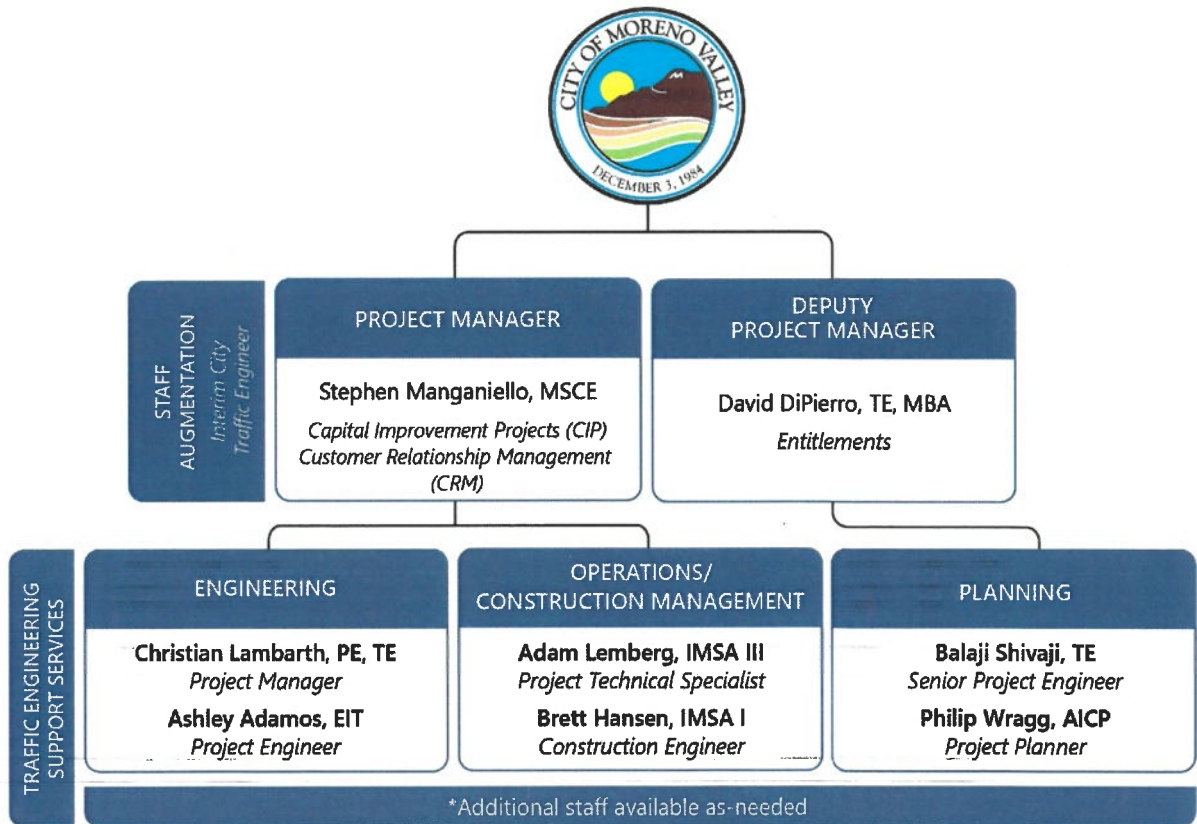 CITY OF MORENO VALLEY
DECEMBER 3, 1984
STAFF
AUGMENTATION
Interim City
Traffic Engineer
PROJECT MANAGER
Stephen Manganiello, MSCE
Capital Improvement Projects (CIP)
Customer Relationship Management
(CRM)
DEPUTY
PROJECT MANAGER
David DiPierro, TE, MBA
Entitlements
TRAFFIC ENGINEERING
SUPPORT SERVICES
ENGINEERING
Christian Lambarth, PE, TE
Project Manager
Ashley Adamos, EIT
Project Engineer
OPERATIONS/
CONSTRUCTION MANAGEMENT
Adam Lemberg, IMSA III
Project Technical Specialist
Brett Hansen, IMSA I
Construction Engineer
PLANNING
Balaji Shivaji, TE
Senior Project Engineer
Philip Wragg, AICP
Project Planner
*Additional staff available as-needed